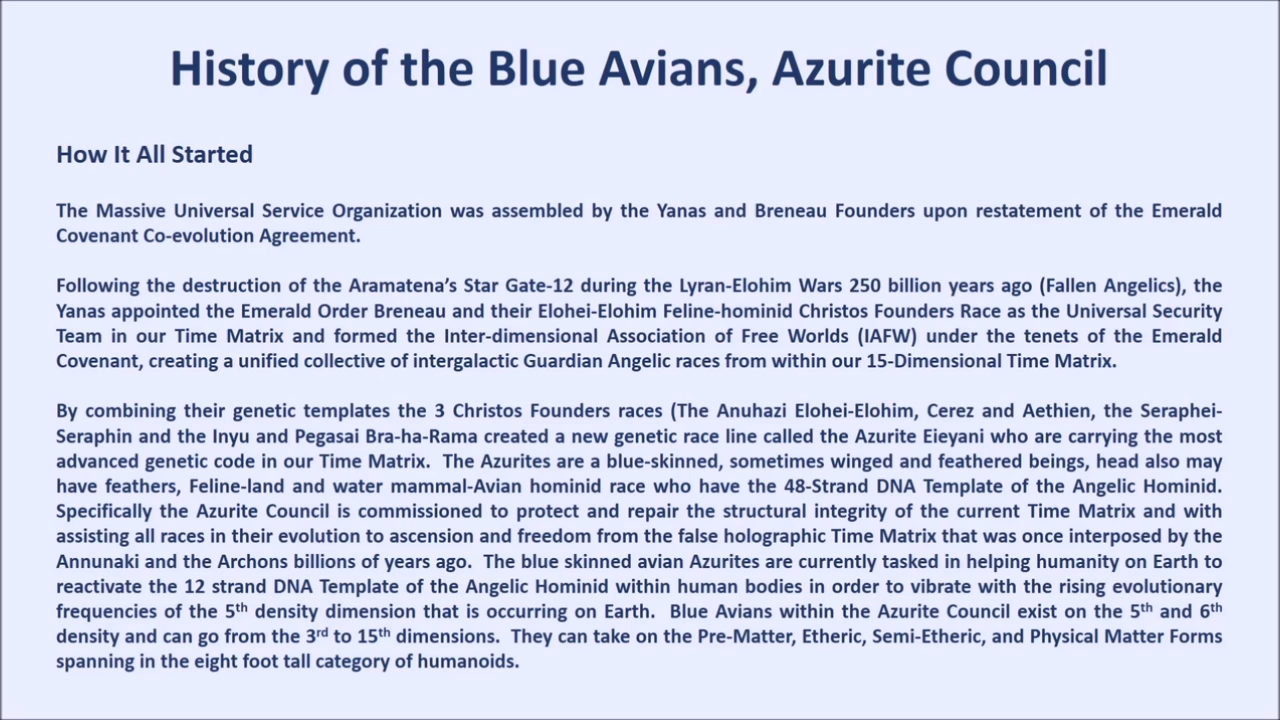 History of the Blue Avians, Azurite Council
How It All Started
The Massive Universal Service Organization was assembled by the Yanas and Breneau Founders upon restatement of the Emerald
Covenant Co-evolution Agreement.
Following the destruction of the Aramatena’s Star Gate-12 during the Lyran-Elohim Wars 250 billion years ago (Fallen Angelics), the
Yanas appointed the Emerald Order Breneau and their Elohei-Elohim Feline-hominid Christos Founders Race as the Universal Security
Team in our Time Matrix and formed the Inter-dimensional Association of Free Worlds (IAFW) under the tenets of the Emerald
Covenant, creating a unified collective of intergalactic Guardian Angelic races from within our 15-Dimensional Time Matrix.
By combining their genetic templates the 3 Christos Founders races (The Anuhazi Elohei-Elohim, Cerez and Aethien, the Seraphei-
Seraphin and the Inyu and Pegasai Bra-ha-Rama created a new genetic race line called the Azurite Eieyani who are carrying the most
advanced genetic code in our Time Matrix.  The Azurites are a blue-skinned, sometimes winged and feathered beings, head also may
have feathers, Feline-land and water mammal-Avian hominid race who have the 48-Strand DNA Template of the Angelic Hominid.
Specifically the Azurite Council is commissioned to protect and repair the structural integrity of the current Time Matrix and with
assisting all races in their evolution to ascension and freedom from the false holographic Time Matrix that was once interposed by the
Annunaki and the Archons billions of years ago.  The blue skinned avian Azurites are currently tasked in helping humanity on Earth to
reactivate the 12 strand DNA Template of the Angelic Hominid within human bodies in order to vibrate with the rising evolutionary
frequencies of the 5th density dimension that is occurring on Earth.  Blue Avians within the Azurite Council exist on the 5th and 6th
density and can go from the 3rd to 15th dimensions.  They can take on the Pre-Matter, Etheric, Semi-Etheric, and Physical Matter Forms
spanning in the eight foot tall category of humanoids.